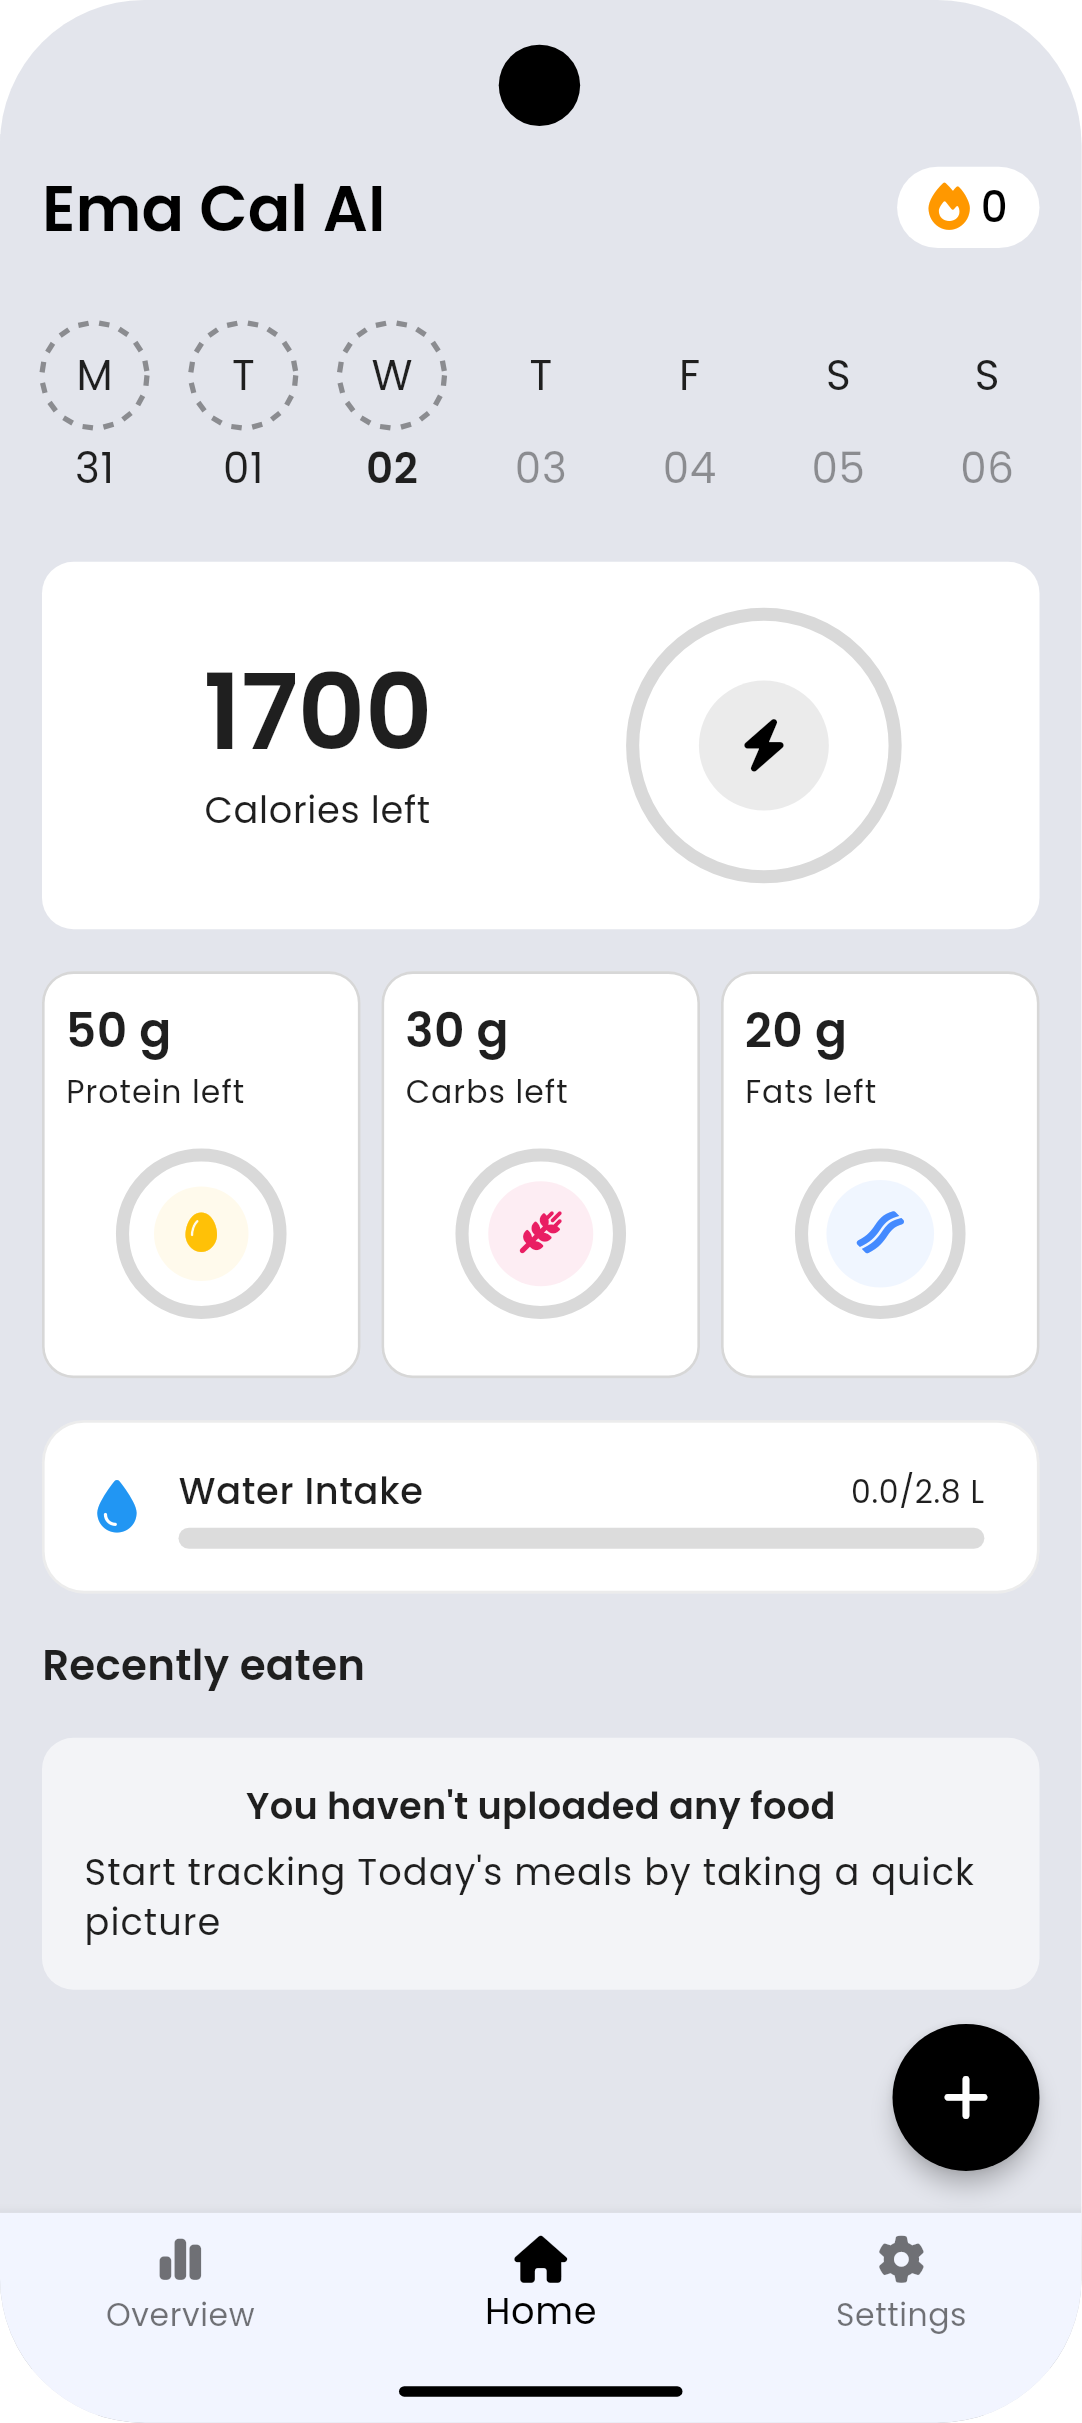 Ema Cal AI
0
M T W T F S S
31 01 02 03 04 05 06
1700
Calories left
50 g
Protein left
30 g
Carbs left
20 g
Fats left
Water Intake
0.0/2.8 L
Recently eaten
You haven't uploaded any food
Start tracking Today's meals by taking a quick
picture
Overview
Home
Settings